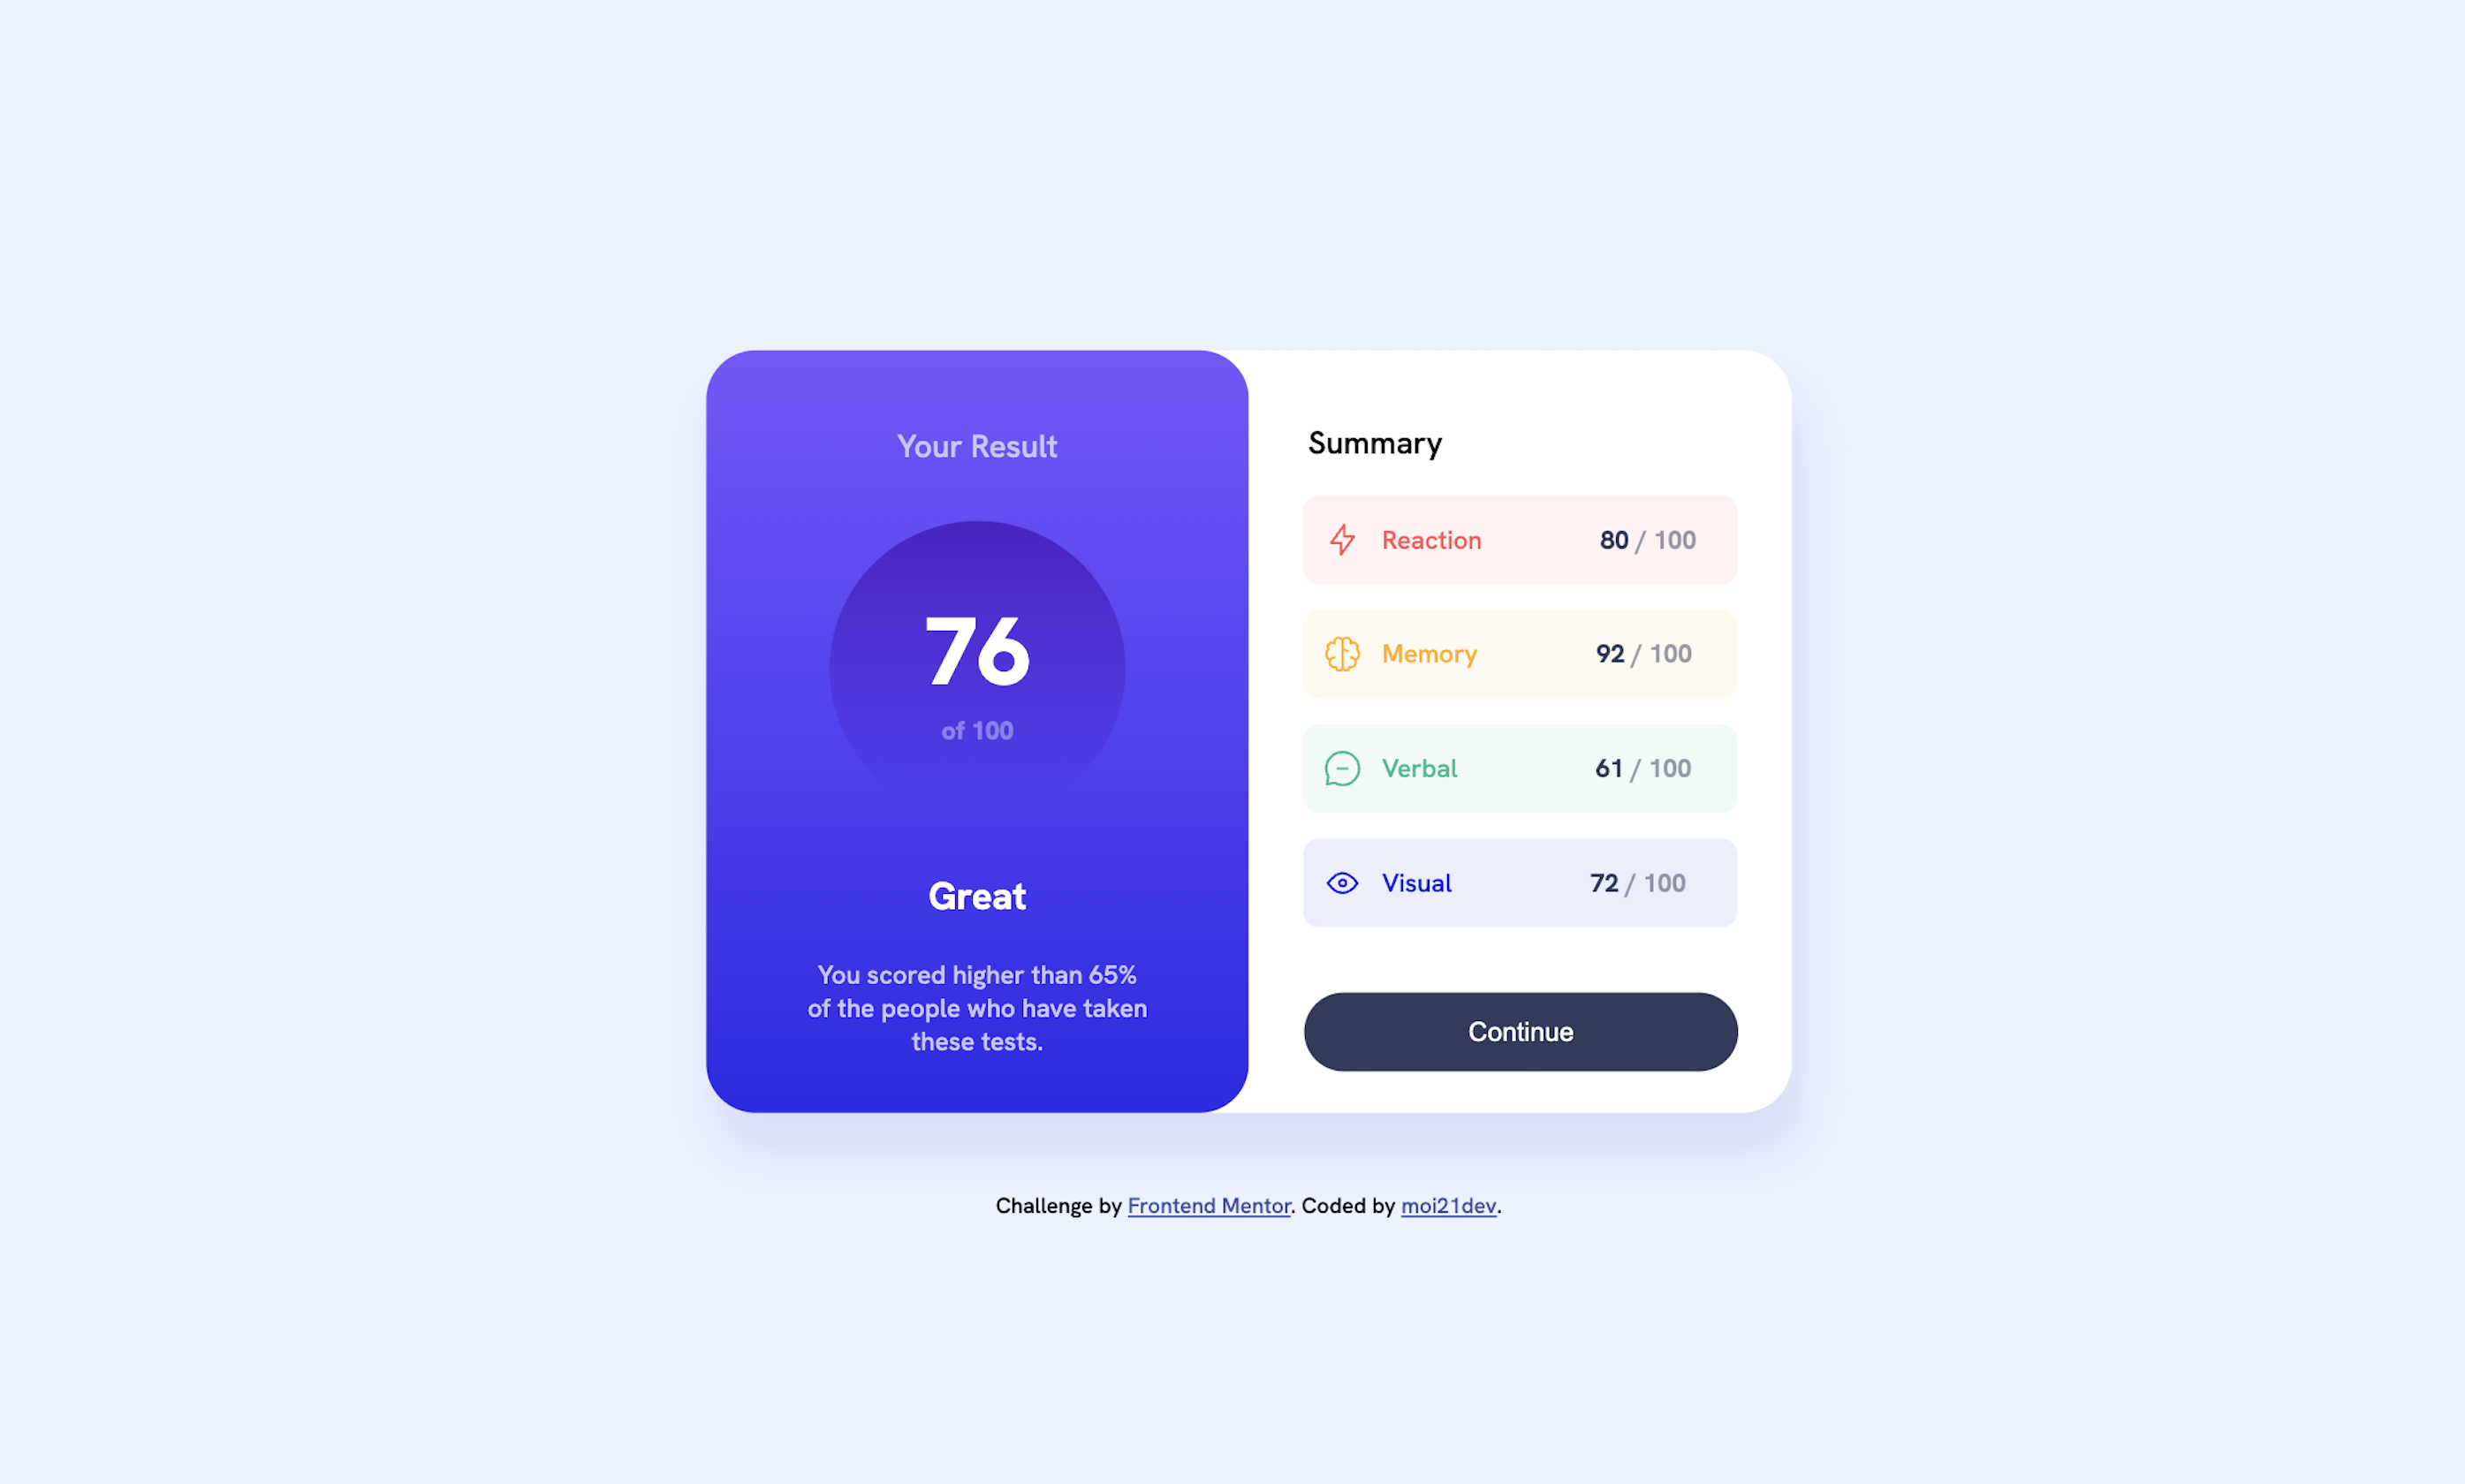 Your Result
76
of 100
Great
You scored higher than 65%
of the people who have taken
these tests.
Summary
Reaction 80 / 100
Memory 92 / 100
Verbal 61 / 100
Visual 72 / 100
Continue
Challenge by Frontend Mentor. Coded by moi21dev.